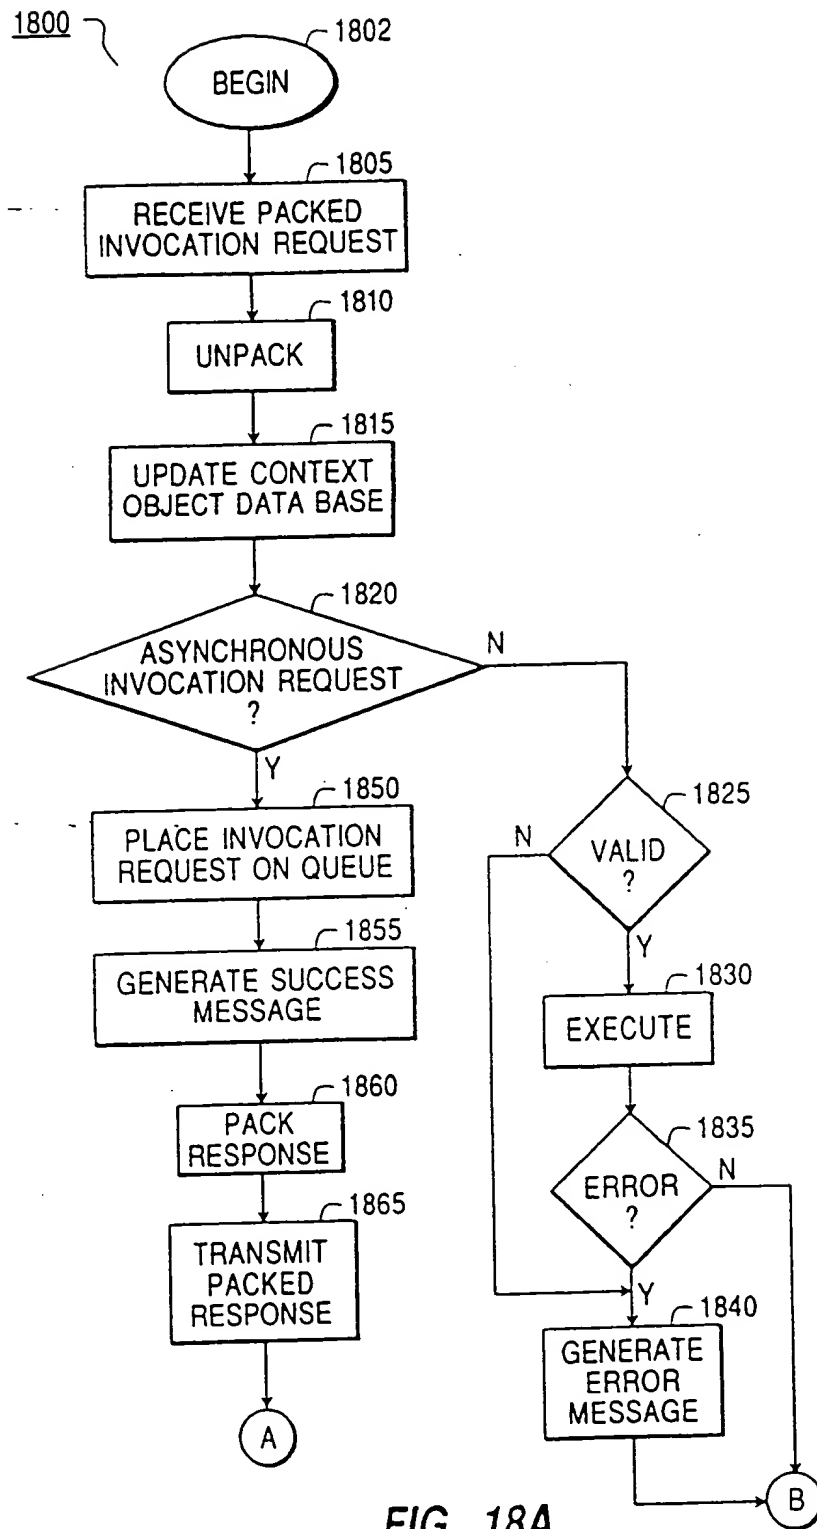 1800
1802
BEGIN
1805
RECEIVE PACKED
INVOCATION REQUEST
1810
UNPACK
1815
UPDATE CONTEXT
OBJECT DATA BASE
1820
ASYNCHRONOUS
INVOCATION REQUEST
?
N
Y
1850
PLACE INVOCATION
REQUEST ON QUEUE
1855
GENERATE SUCCESS
MESSAGE
1860
PACK
RESPONSE
1865
TRANSMIT
PACKED
RESPONSE
A
1825
VALID
?
N
Y
1830
EXECUTE
1835
ERROR
?
N
Y
1840
GENERATE
ERROR
MESSAGE
B
FIG. 18A